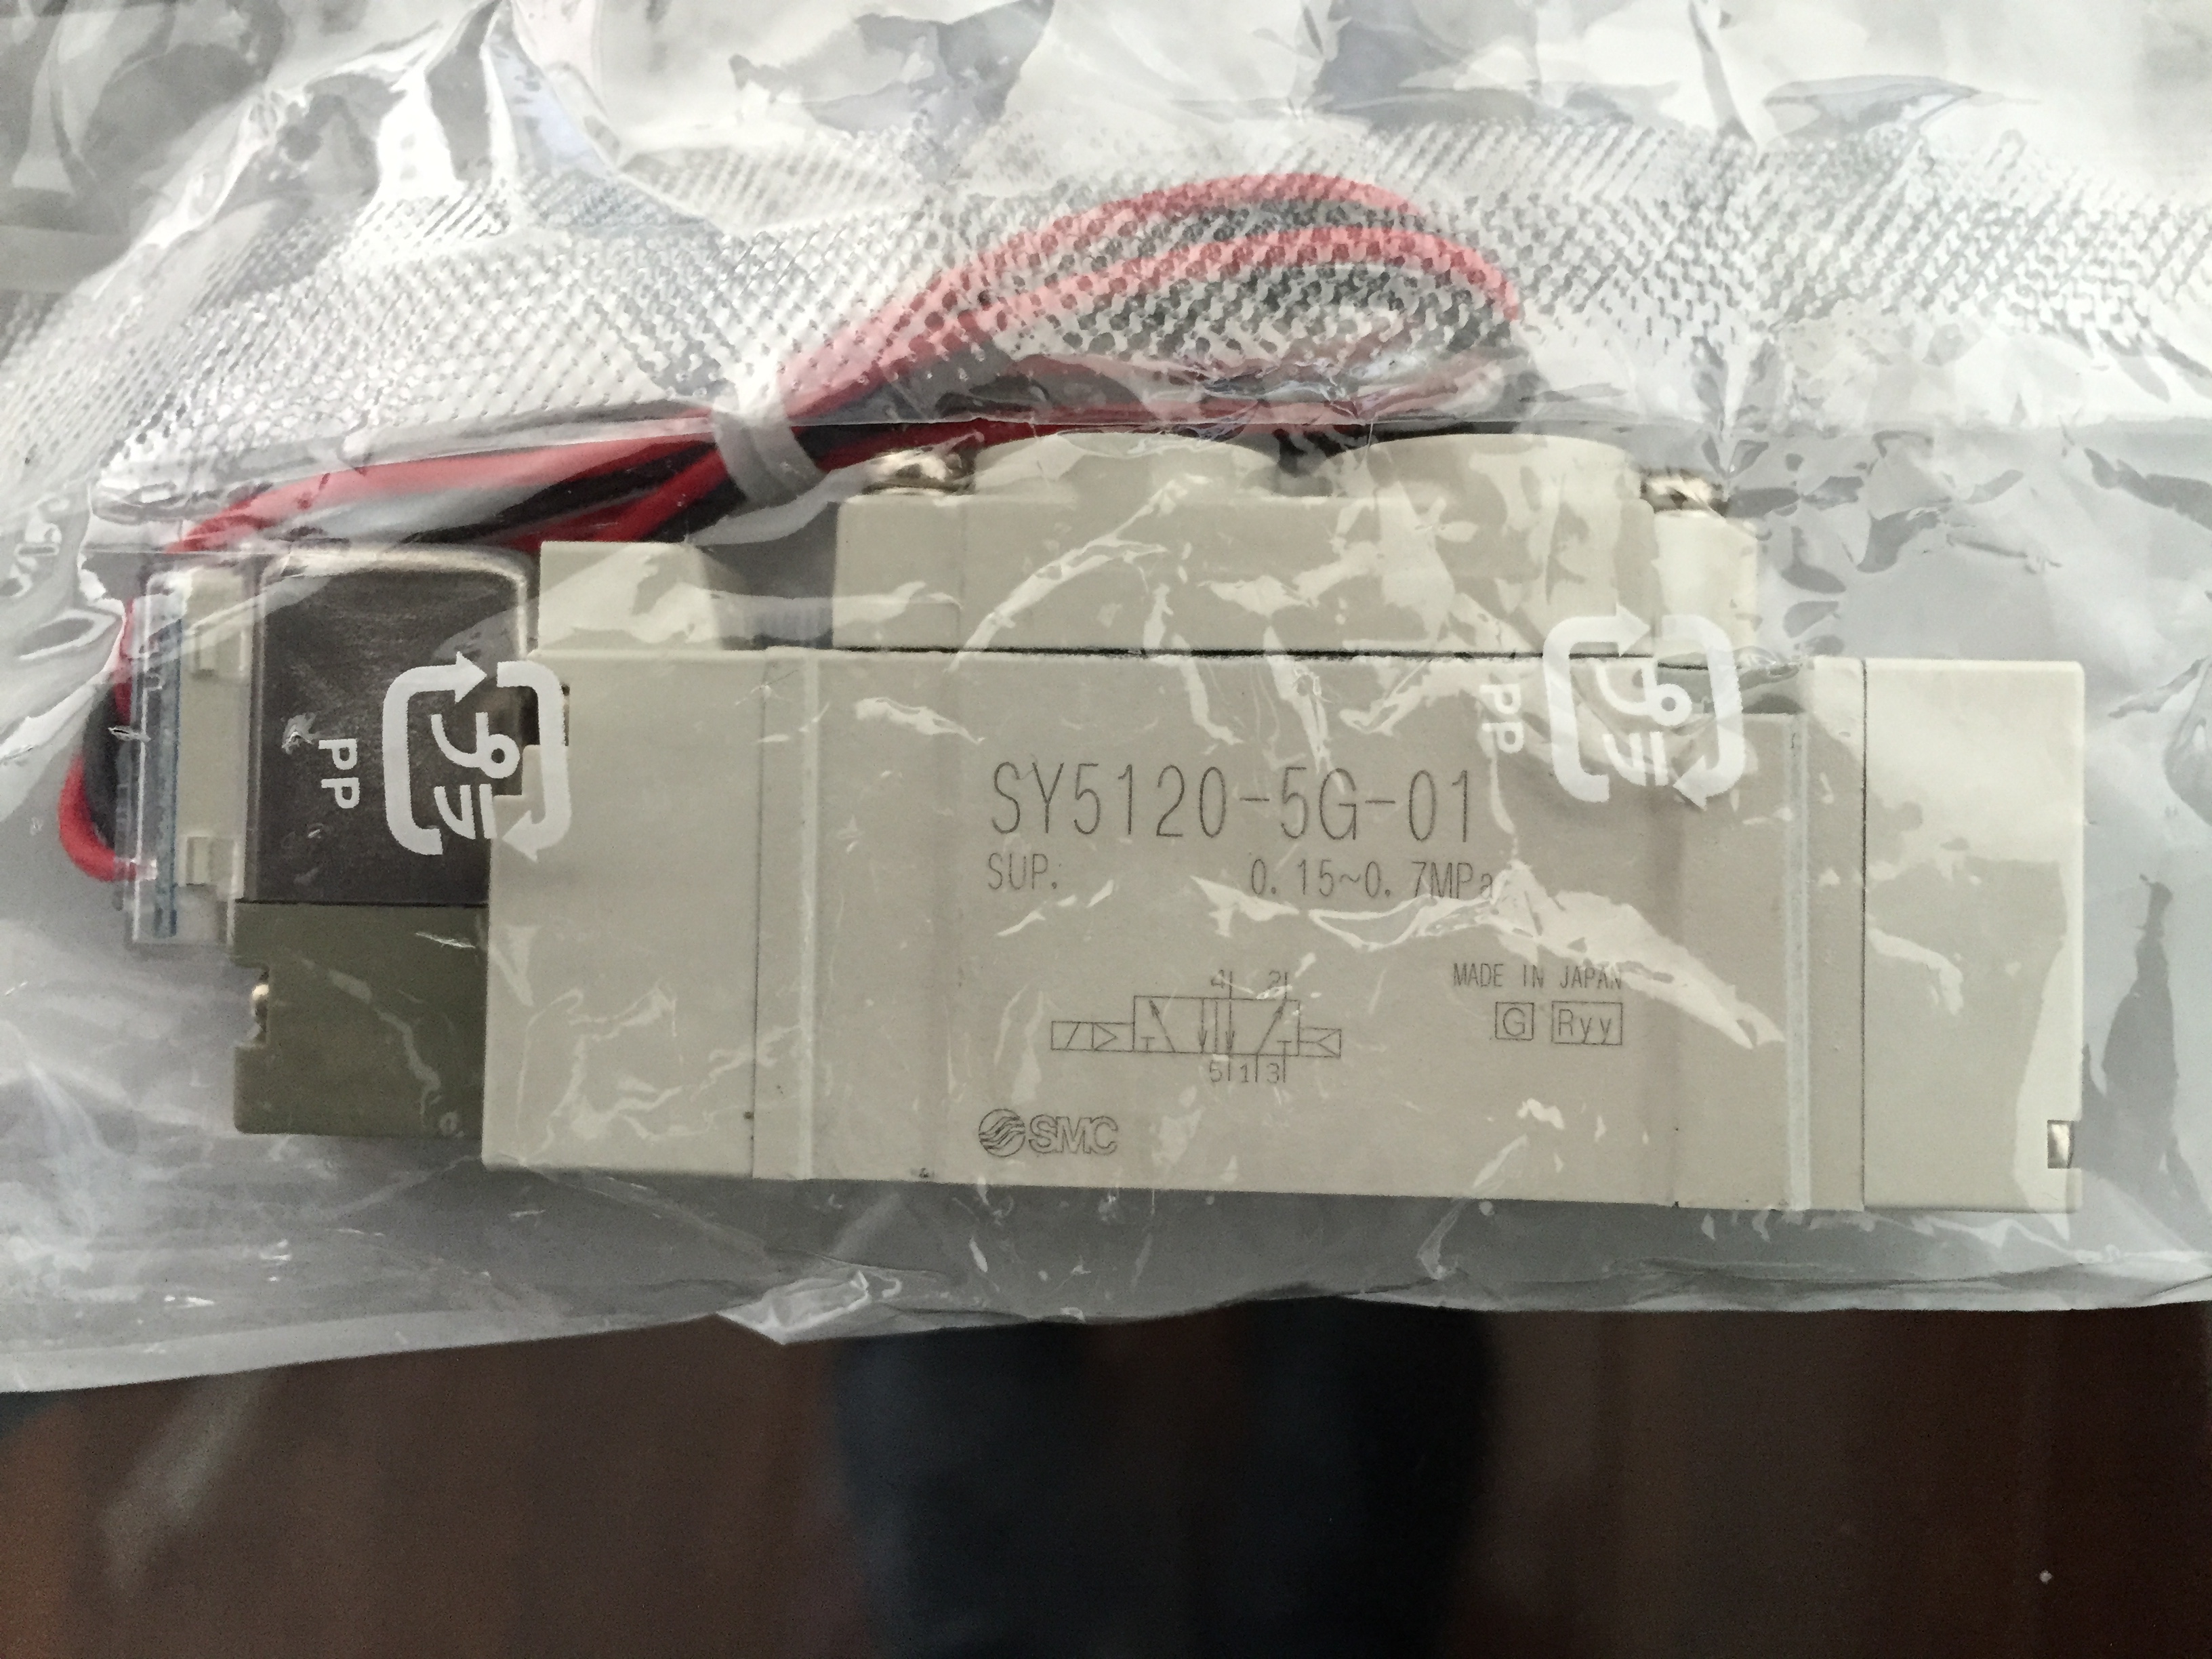 SY5120-5G-01
SUP. 0.15~0.7MPa
MADE IN JAPAN
G Ryy
4 2
5 1 3
SMC
PP
プラ
PP
プラ